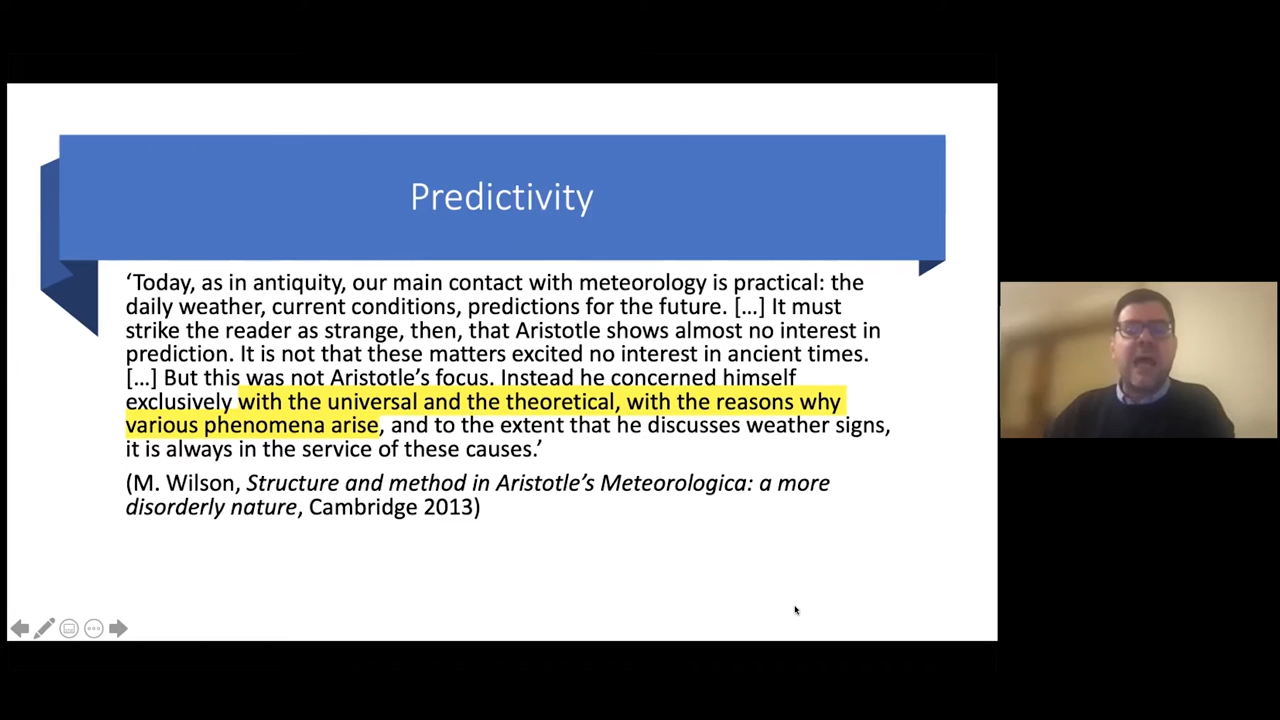 Predictivity
‘Today, as in antiquity, our main contact with meteorology is practical: the
daily weather, current conditions, predictions for the future. […] It must
strike the reader as strange, then, that Aristotle shows almost no interest in
prediction. It is not that these matters excited no interest in ancient times.
[…] But this was not Aristotle’s focus. Instead he concerned himself
exclusively with the universal and the theoretical, with the reasons why
various phenomena arise, and to the extent that he discusses weather signs,
it is always in the service of these causes.’
(M. Wilson, Structure and method in Aristotle’s Meteorologica: a more
disorderly nature, Cambridge 2013)